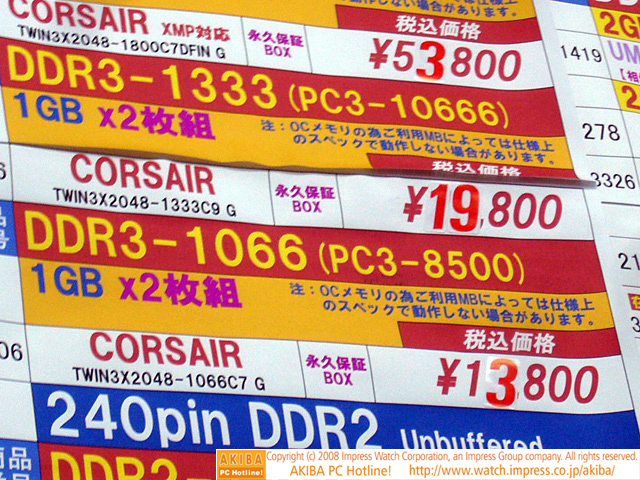 CORSAIR XMP対応
TWIN3X2048-1800C7DFIN G
永久保証
BOX
税込価格
¥53,800
1419
2G
UM
DDR3-1333 (PC3-10666)
1GB x2枚組
注：OCメモリの為ご利用MBによっては仕様上
のスペックで動作しない場合があります。
278
税込価格
3326
CORSAIR
TWIN3X2048-1333C9 G
永久保証
BOX
¥19,800
DDR3-1066 (PC3-8500)
1GB x2枚組
注：OCメモリの為ご利用MBによっては仕様上
のスペックで動作しない場合があります。
税込価格
06
CORSAIR
TWIN3X2048-1066C7 G
永久保証
BOX
¥13,800
240pin DDR2 Unbuffered
DDR2
AKIBA
PC Hotline!
Copyright (c) 2008 Impress Watch Corporation, an Impress Group company. All rights reserved.
AKIBA PC Hotline! http://www.watch.impress.co.jp/akiba/